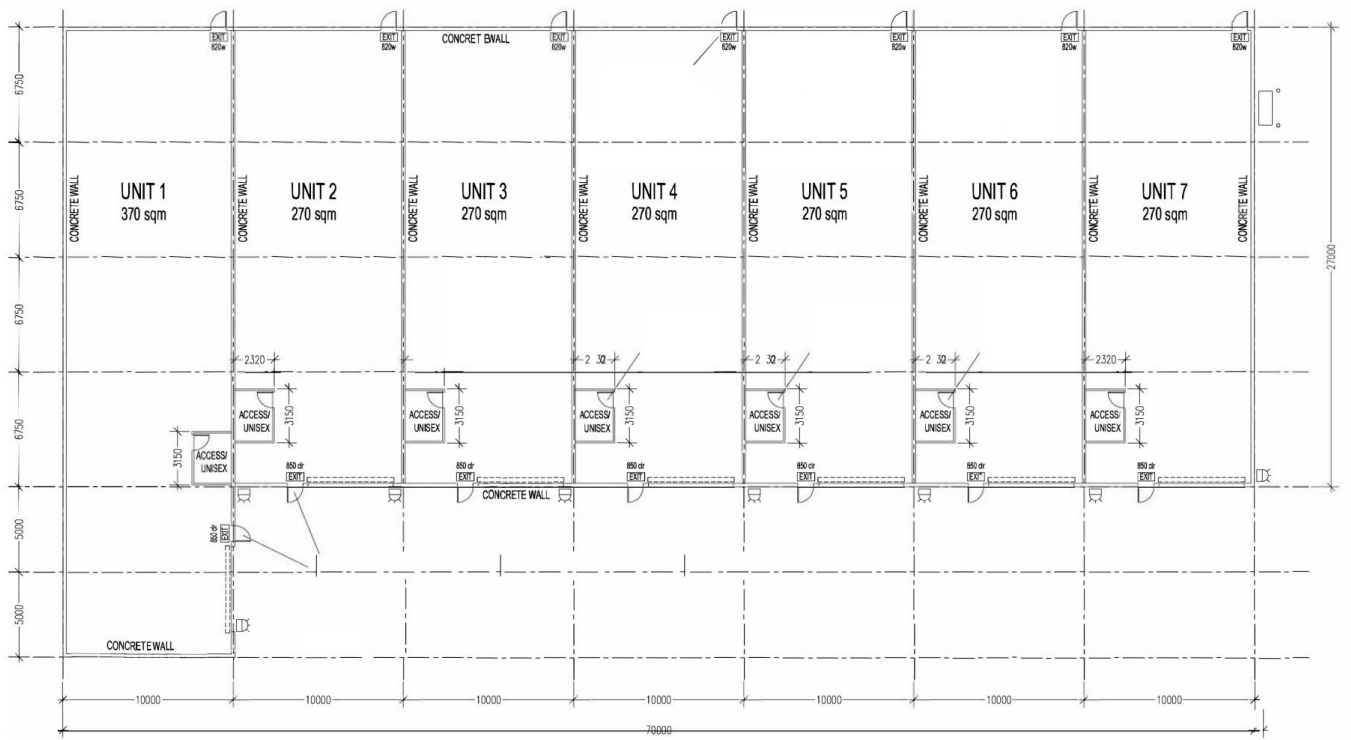 EXIT
820w
CONCRET EWALL
EXIT
820w
EXIT
820w
EXIT
820w
EXIT
820w
EXIT
820w
EXIT
820w
6750
6750
6750
6750
5000
5000
27000
CONCRETE WALL
UNIT 1
370 sqm
CONCRETE WALL
UNIT 2
270 sqm
CONCRETE WALL
UNIT 3
270 sqm
CONCRETE WALL
UNIT 4
270 sqm
CONCRETE WALL
UNIT 5
270 sqm
CONCRETE WALL
UNIT 6
270 sqm
CONCRETE WALL
UNIT 7
270 sqm
CONCRETE WALL
2320
2320
ACCESS/
UNISEX
3150
ACCESS/
UNISEX
3150
ACCESS/
UNISEX
3150
ACCESS/
UNISEX
3150
ACCESS/
UNISEX
3150
ACCESS/
UNISEX
3150
3150
ACCESS/
UNISEX
850 clr
EXIT
850 clr
EXIT
850 clr
EXIT
850 clr
EXIT
850 clr
EXIT
850 clr
EXIT
CONCRETE WALL
850 clr
EXIT
CONCRETE WALL
10000
10000
10000
10000
10000
10000
10000
70000